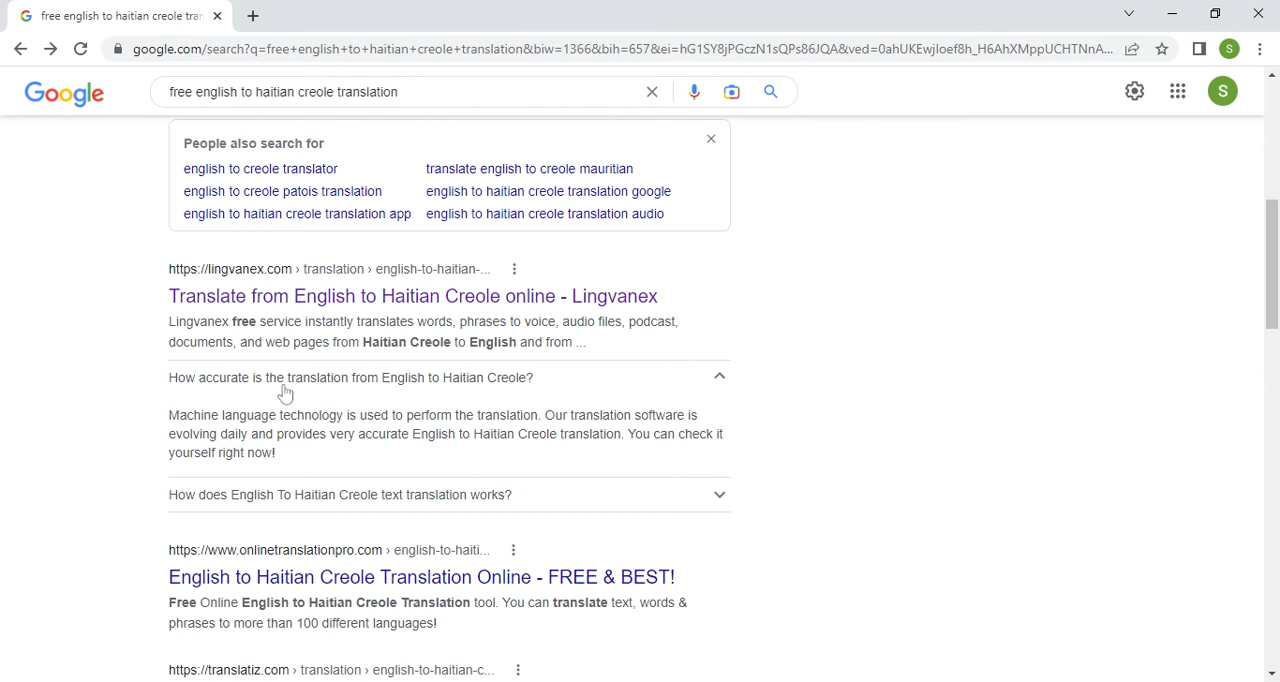 free english to haitian creole tran
google.com/search?q=free+english+to+haitian+creole+translation&biw=1366&bih=657&ei=hG1SY8jPGczN1sQPs86JQA&ved=0ahUKEwjloef8h_H6AhXMppUCHTNnA...
S
Google
free english to haitian creole translation
S
People also search for
english to creole translator
translate english to creole mauritian
english to creole patois translation
english to haitian creole translation google
english to haitian creole translation app
english to haitian creole translation audio
https://lingvanex.com › translation › english-to-haitian-...
Translate from English to Haitian Creole online - Lingvanex
Lingvanex free service instantly translates words, phrases to voice, audio files, podcast,
documents, and web pages from Haitian Creole to English and from ...
How accurate is the translation from English to Haitian Creole?
Machine language technology is used to perform the translation. Our translation software is
evolving daily and provides very accurate English to Haitian Creole translation. You can check it
yourself right now!
How does English To Haitian Creole text translation works?
https://www.onlinetranslationpro.com › english-to-haiti...
English to Haitian Creole Translation Online - FREE & BEST!
Free Online English to Haitian Creole Translation tool. You can translate text, words &
phrases to more than 100 different languages!
https://translatiz.com › translation › english-to-haitian-c...